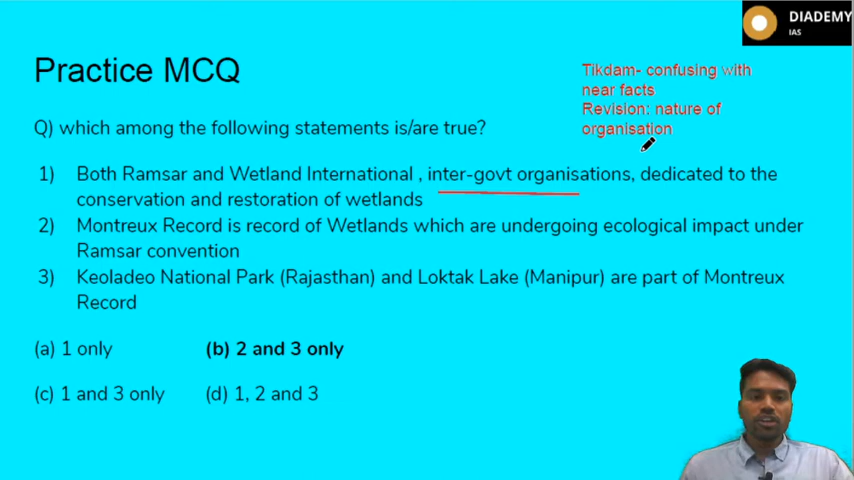 DIADEMY
IAS
Practice MCQ
Tikdam- confusing with
near facts
Revision: nature of
organisation
Q) which among the following statements is/are true?
1) Both Ramsar and Wetland International , inter-govt organisations, dedicated to the
conservation and restoration of wetlands
2) Montreux Record is record of Wetlands which are undergoing ecological impact under
Ramsar convention
3) Keoladeo National Park (Rajasthan) and Loktak Lake (Manipur) are part of Montreux
Record
(a) 1 only (b) 2 and 3 only
(c) 1 and 3 only (d) 1, 2 and 3